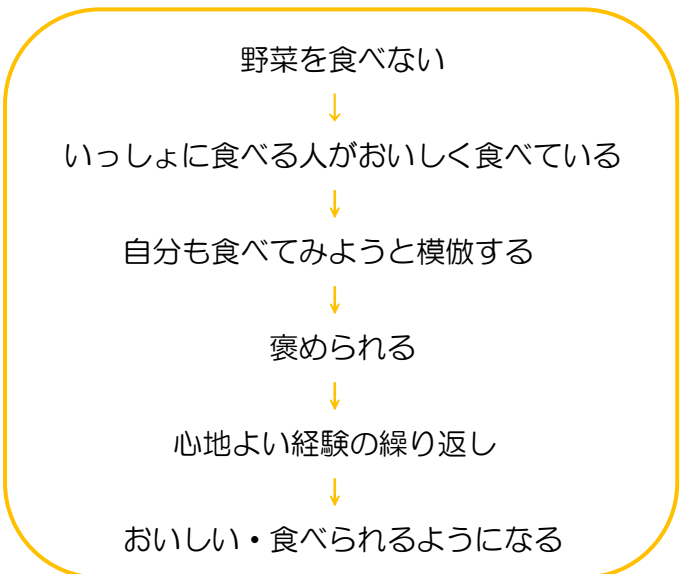 野菜を食べない
↓
いっしょに食べる人がおいしく食べている
↓
自分も食べてみようと模倣する
↓
褒められる
↓
心地よい経験の繰り返し
↓
おいしい・食べられるようになる